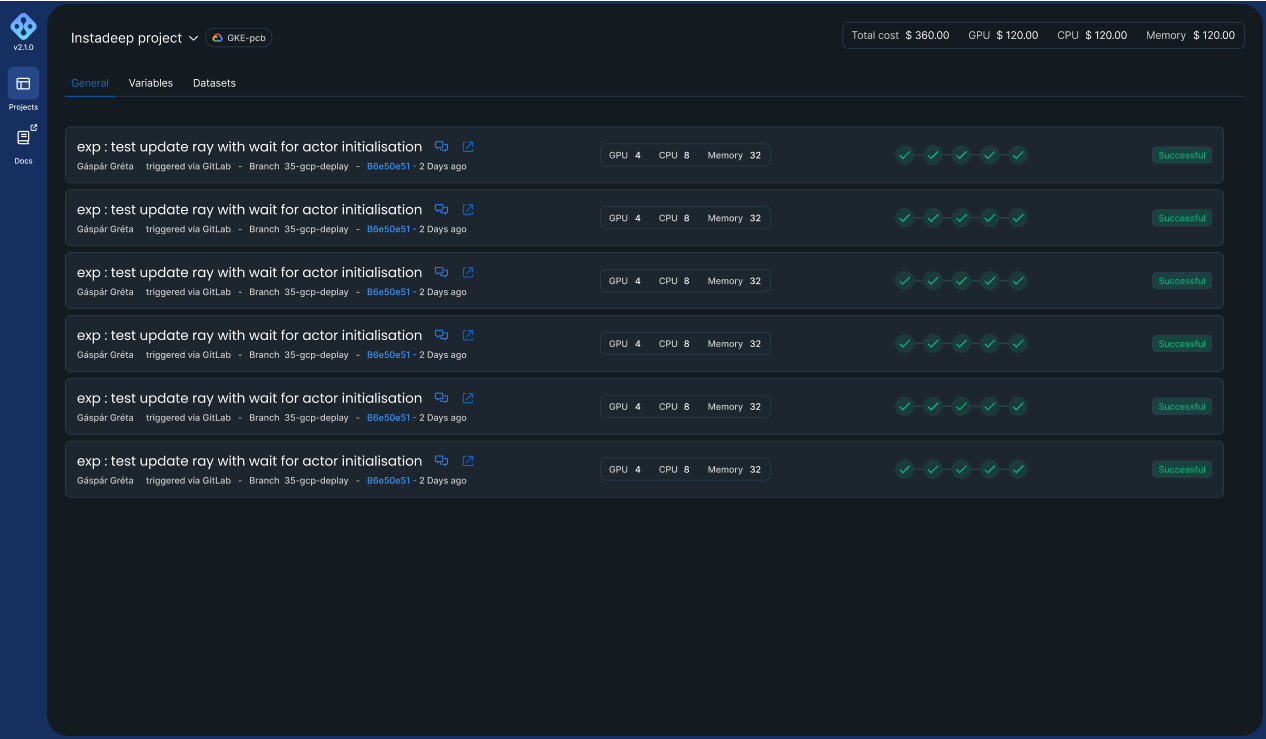 v2.1.0
Projects
Docs
Instadeep project GKE-pcb
Total cost $ 360.00 GPU $ 120.00 CPU $ 120.00 Memory $ 120.00
General Variables Datasets
exp : test update ray with wait for actor initialisation
Gáspár Gréta triggered via GitLab - Branch 35-gcp-deplay - B6e50e51 - 2 Days ago
GPU 4 CPU 8 Memory 32
Successful
exp : test update ray with wait for actor initialisation
Gáspár Gréta triggered via GitLab - Branch 35-gcp-deplay - B6e50e51 - 2 Days ago
GPU 4 CPU 8 Memory 32
Successful
exp : test update ray with wait for actor initialisation
Gáspár Gréta triggered via GitLab - Branch 35-gcp-deplay - B6e50e51 - 2 Days ago
GPU 4 CPU 8 Memory 32
Successful
exp : test update ray with wait for actor initialisation
Gáspár Gréta triggered via GitLab - Branch 35-gcp-deplay - B6e50e51 - 2 Days ago
GPU 4 CPU 8 Memory 32
Successful
exp : test update ray with wait for actor initialisation
Gáspár Gréta triggered via GitLab - Branch 35-gcp-deplay - B6e50e51 - 2 Days ago
GPU 4 CPU 8 Memory 32
Successful
exp : test update ray with wait for actor initialisation
Gáspár Gréta triggered via GitLab - Branch 35-gcp-deplay - B6e50e51 - 2 Days ago
GPU 4 CPU 8 Memory 32
Successful